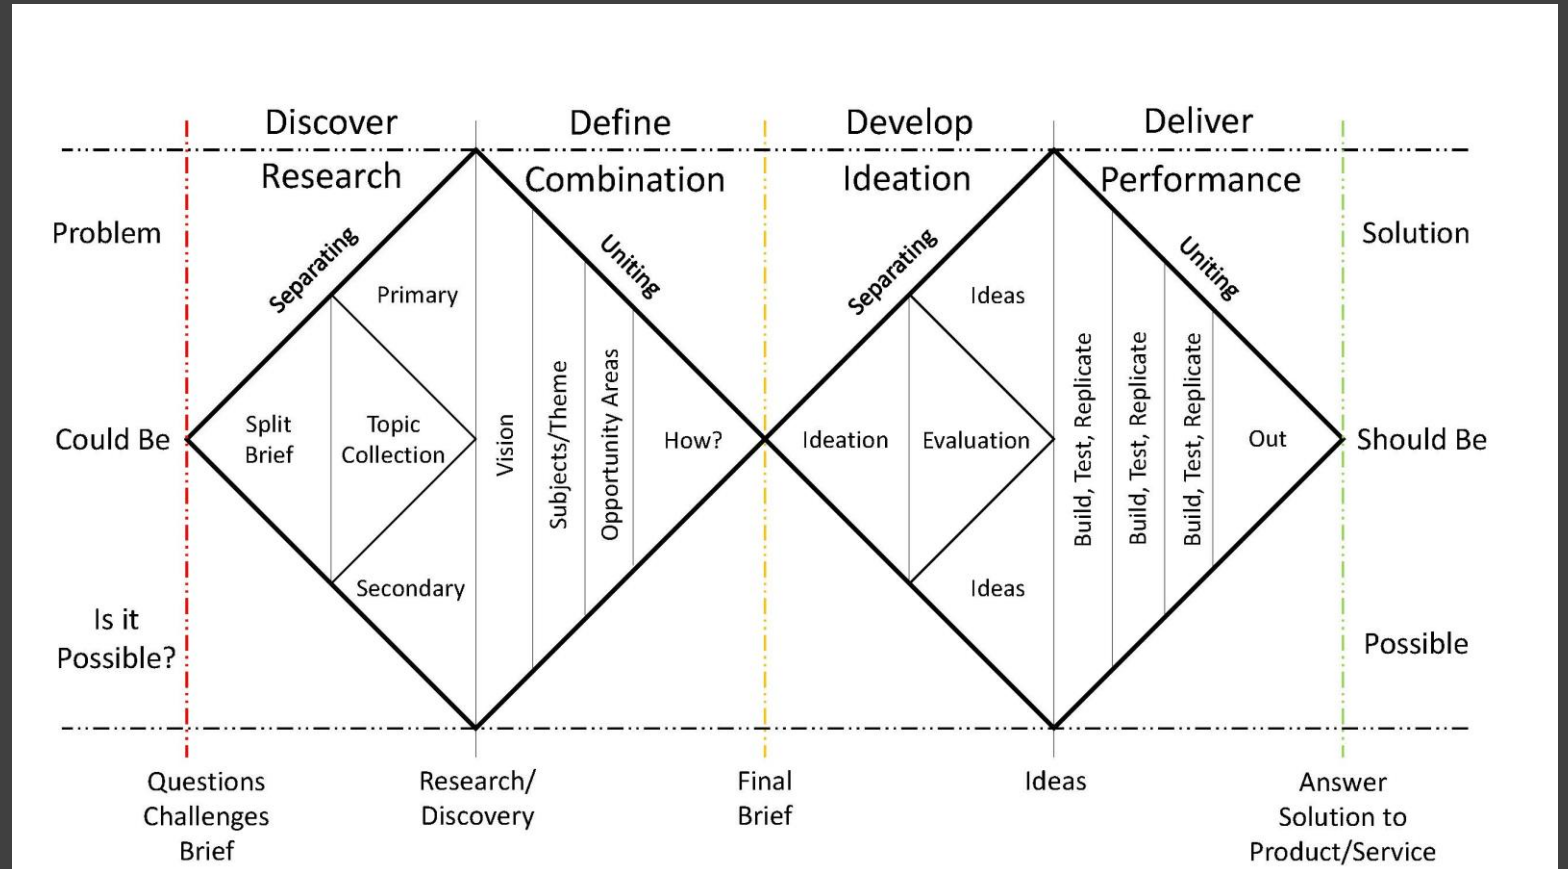 Discover
Define
Develop
Deliver
Research
Combination
Ideation
Performance
Problem
Separating
Uniting
Separating
Uniting
Solution
Primary
Ideas
Ideas
Could Be
Split
Brief
Topic
Collection
Vision
Subjects/Theme
Opportunity Areas
How?
Ideation
Evaluation
Build, Test, Replicate
Build, Test, Replicate
Build, Test, Replicate
Out
Should Be
Secondary
Is it
Possible?
Possible
Questions
Challenges
Brief
Research/
Discovery
Final
Brief
Ideas
Answer
Solution to
Product/Service